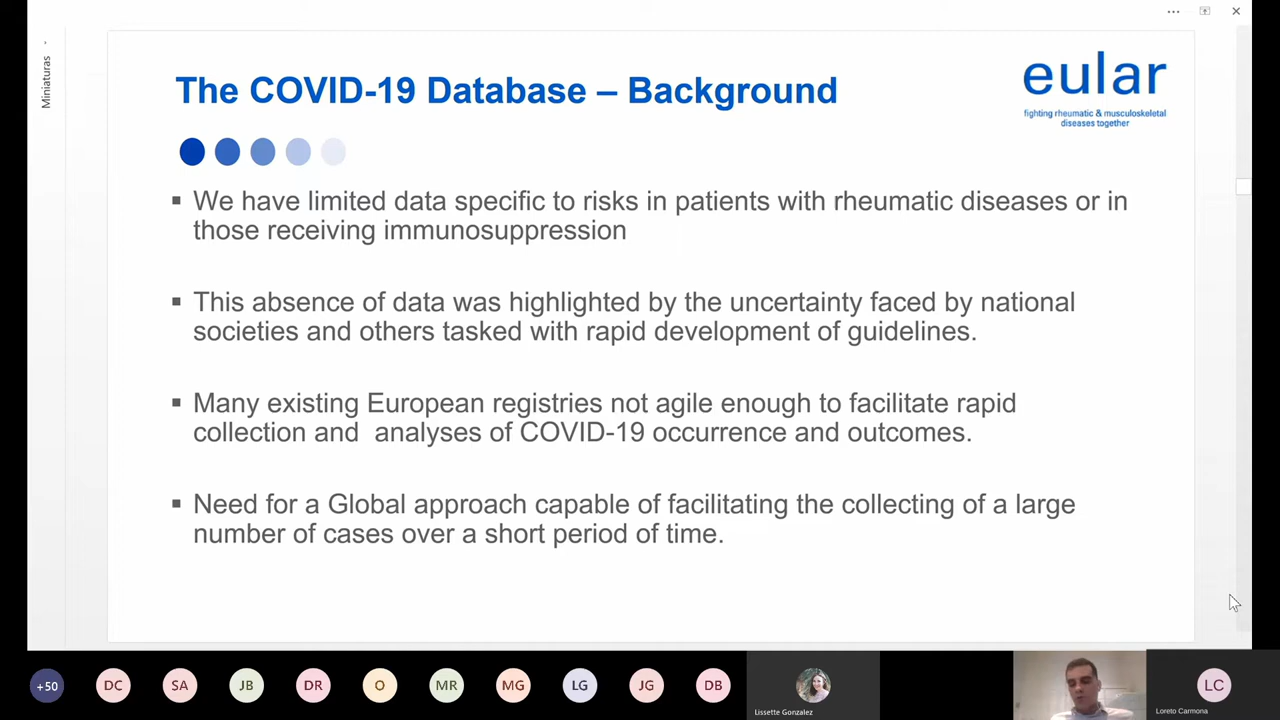 Miniaturas
The COVID-19 Database – Background
eular
fighting rheumatic & musculoskeletal
diseases together
▪ We have limited data specific to risks in patients with rheumatic diseases or in
those receiving immunosuppression
▪ This absence of data was highlighted by the uncertainty faced by national
societies and others tasked with rapid development of guidelines.
▪ Many existing European registries not agile enough to facilitate rapid
collection and  analyses of COVID-19 occurrence and outcomes.
▪ Need for a Global approach capable of facilitating the collecting of a large
number of cases over a short period of time.
+50 DC SA JB DR O MR MG LG JG DB LC
Lissette Gonzalez
Loreto Carmona